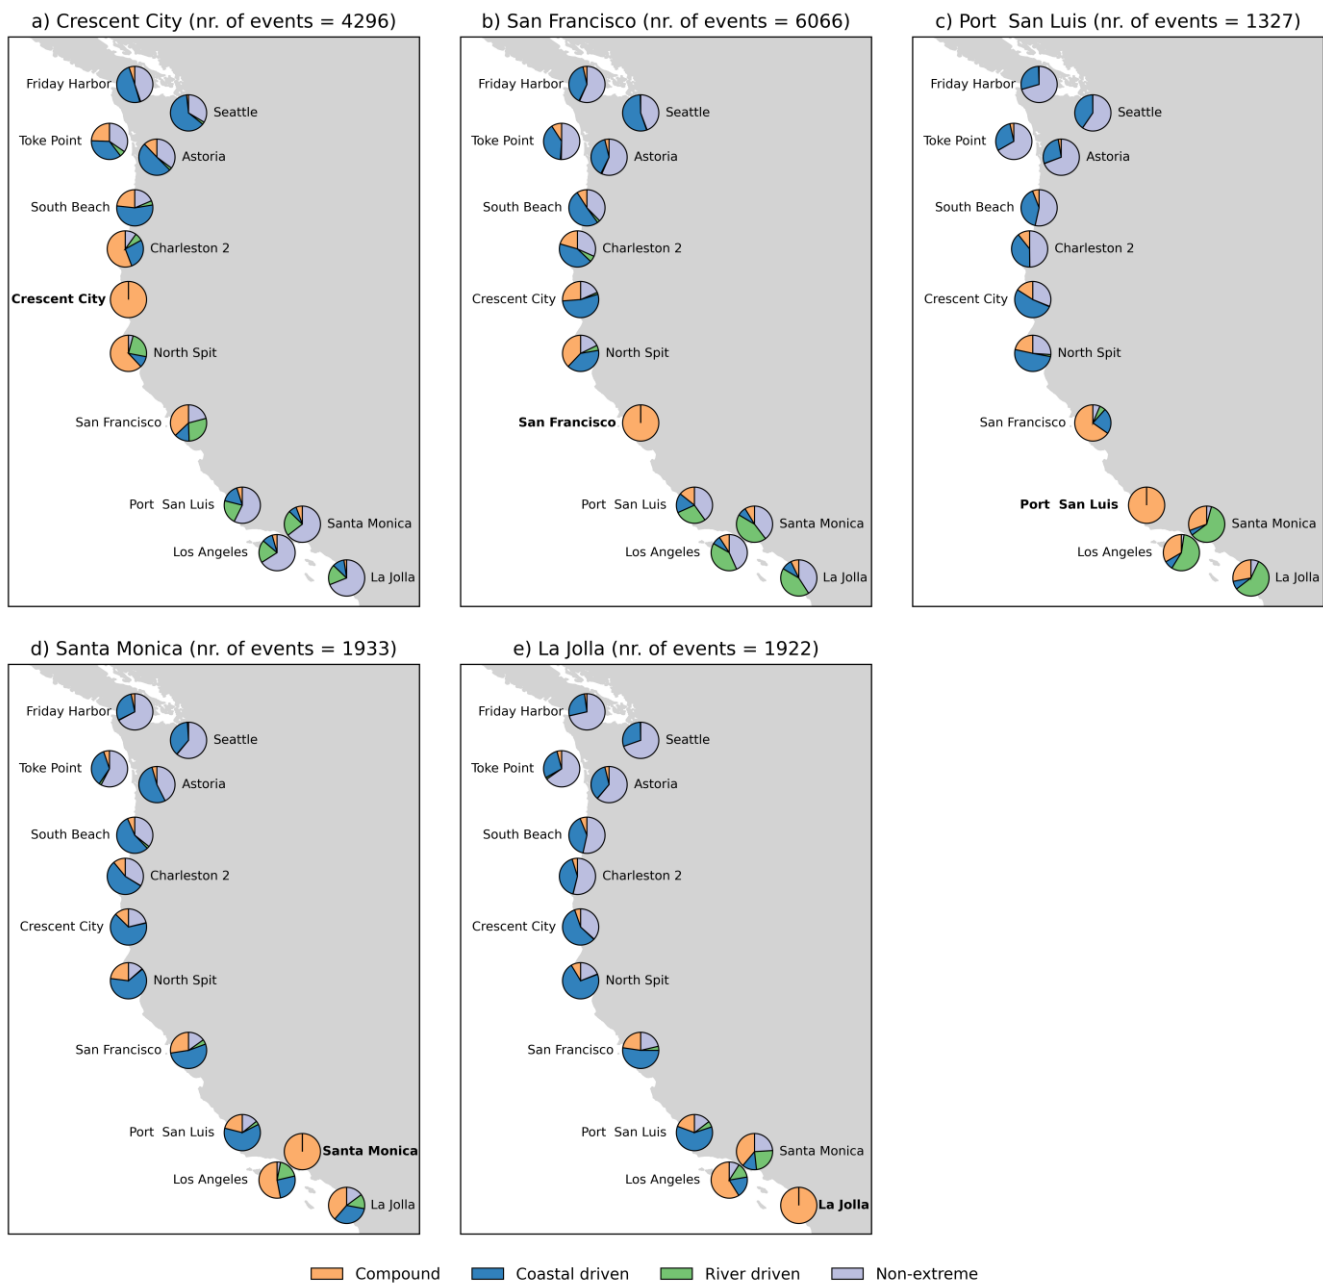 a) Crescent City (nr. of events = 4296)
Friday Harbor
Seattle
Toke Point
Astoria
South Beach
Charleston 2
Crescent City
North Spit
San Francisco
Port  San Luis
Santa Monica
Los Angeles
La Jolla
b) San Francisco (nr. of events = 6066)
Friday Harbor
Seattle
Toke Point
Astoria
South Beach
Charleston 2
Crescent City
North Spit
San Francisco
Port  San Luis
Santa Monica
Los Angeles
La Jolla
c) Port  San Luis (nr. of events = 1327)
Friday Harbor
Seattle
Toke Point
Astoria
South Beach
Charleston 2
Crescent City
North Spit
San Francisco
Port  San Luis
Santa Monica
Los Angeles
La Jolla
d) Santa Monica (nr. of events = 1933)
Friday Harbor
Seattle
Toke Point
Astoria
South Beach
Charleston 2
Crescent City
North Spit
San Francisco
Port  San Luis
Santa Monica
Los Angeles
La Jolla
e) La Jolla (nr. of events = 1922)
Friday Harbor
Seattle
Toke Point
Astoria
South Beach
Charleston 2
Crescent City
North Spit
San Francisco
Port  San Luis
Santa Monica
Los Angeles
La Jolla
Compound
Coastal driven
River driven
Non-extreme